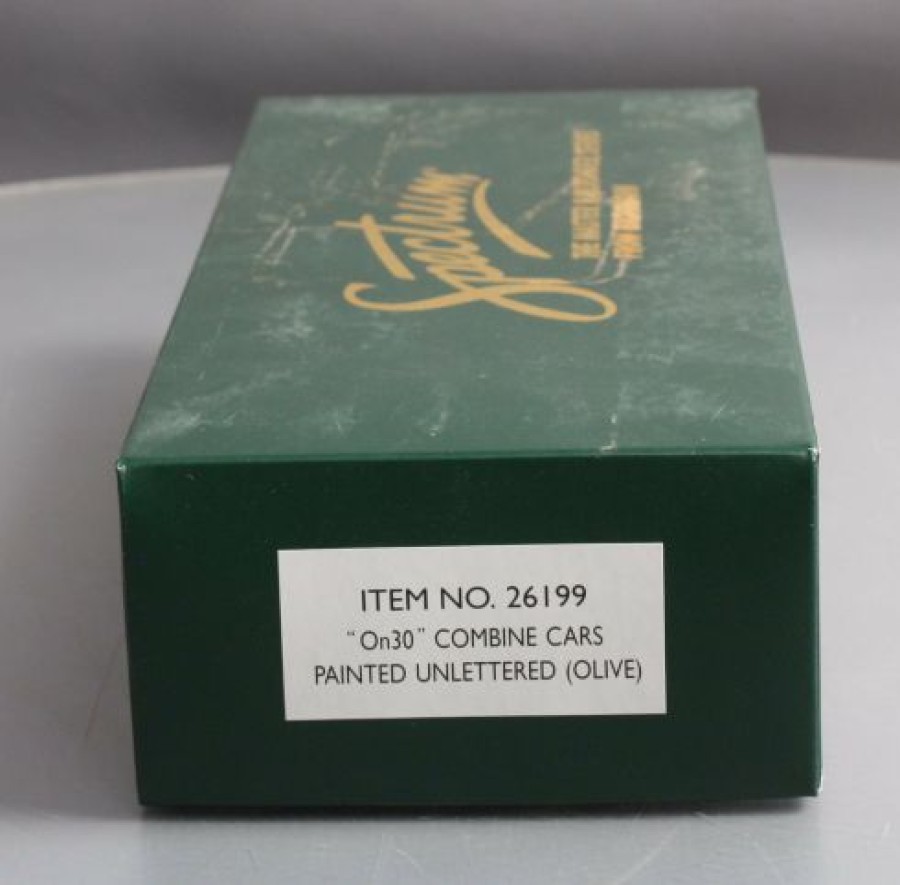 Spectrum
ITEM NO. 26199
“On30” COMBINE CARS
PAINTED UNLETTERED (OLIVE)